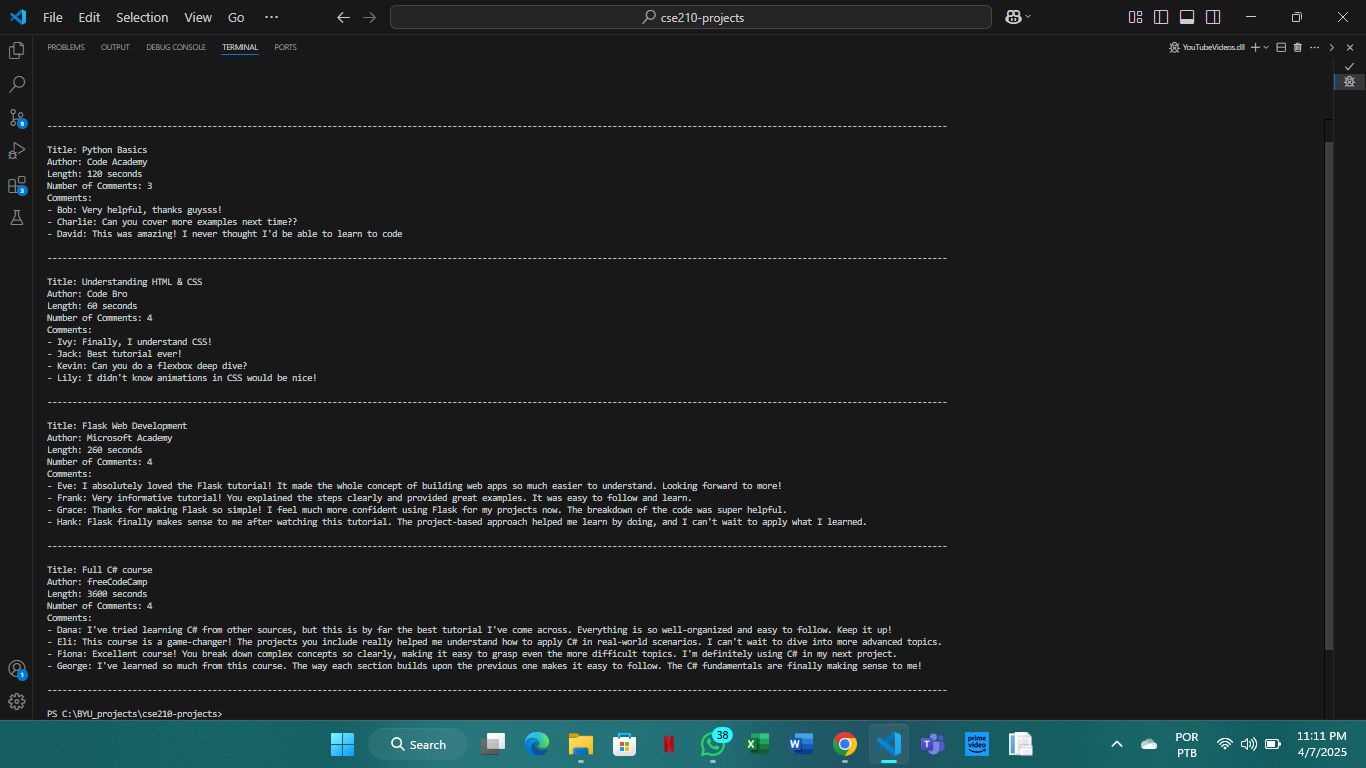 File Edit Selection View Go ···
cse210-projects
PROBLEMS OUTPUT DEBUG CONSOLE TERMINAL PORTS
YouTubeVideos.dll
------------------------------------------------------------------------------------------------------------------------------------------------------------------------------------
Title: Python Basics
Author: Code Academy
Length: 120 seconds
Number of Comments: 3
Comments:
- Bob: Very helpful, thanks guysss!
- Charlie: Can you cover more examples next time??
- David: This was amazing! I never thought I'd be able to learn to code
------------------------------------------------------------------------------------------------------------------------------------------------------------------------------------
Title: Understanding HTML & CSS
Author: Code Bro
Length: 60 seconds
Number of Comments: 4
Comments:
- Ivy: Finally, I understand CSS!
- Jack: Best tutorial ever!
- Kevin: Can you do a flexbox deep dive?
- Lily: I didn't know animations in CSS would be nice!
------------------------------------------------------------------------------------------------------------------------------------------------------------------------------------
Title: Flask Web Development
Author: Microsoft Academy
Length: 260 seconds
Number of Comments: 4
Comments:
- Eve: I absolutely loved the Flask tutorial! It made the whole concept of building web apps so much easier to understand. Looking forward to more!
- Frank: Very informative tutorial! You explained the steps clearly and provided great examples. It was easy to follow and learn.
- Grace: Thanks for making Flask so simple! I feel much more confident using Flask for my projects now. The breakdown of the code was super helpful.
- Hank: Flask finally makes sense to me after watching this tutorial. The project-based approach helped me learn by doing, and I can't wait to apply what I learned.
------------------------------------------------------------------------------------------------------------------------------------------------------------------------------------
Title: Full C# course
Author: freeCodeCamp
Length: 3600 seconds
Number of Comments: 4
Comments:
- Dana: I've tried learning C# from other sources, but this is by far the best tutorial I've come across. Everything is so well-organized and easy to follow. Keep it up!
- Eli: This course is a game-changer! The projects you include really helped me understand how to apply C# in real-world scenarios. I can't wait to dive into more advanced topics.
- Fiona: Excellent course! You break down complex concepts so clearly, making it easy to grasp even the more difficult topics. I'm definitely using C# in my next project.
- George: I've learned so much from this course. The way each section builds upon the previous one makes it easy to follow. The C# fundamentals are finally making sense to me!
------------------------------------------------------------------------------------------------------------------------------------------------------------------------------------
PS C:\BYU_projects\cse210-projects>
9
3
1
Search
38
prime video
POR
PTB
11:11 PM
4/7/2025